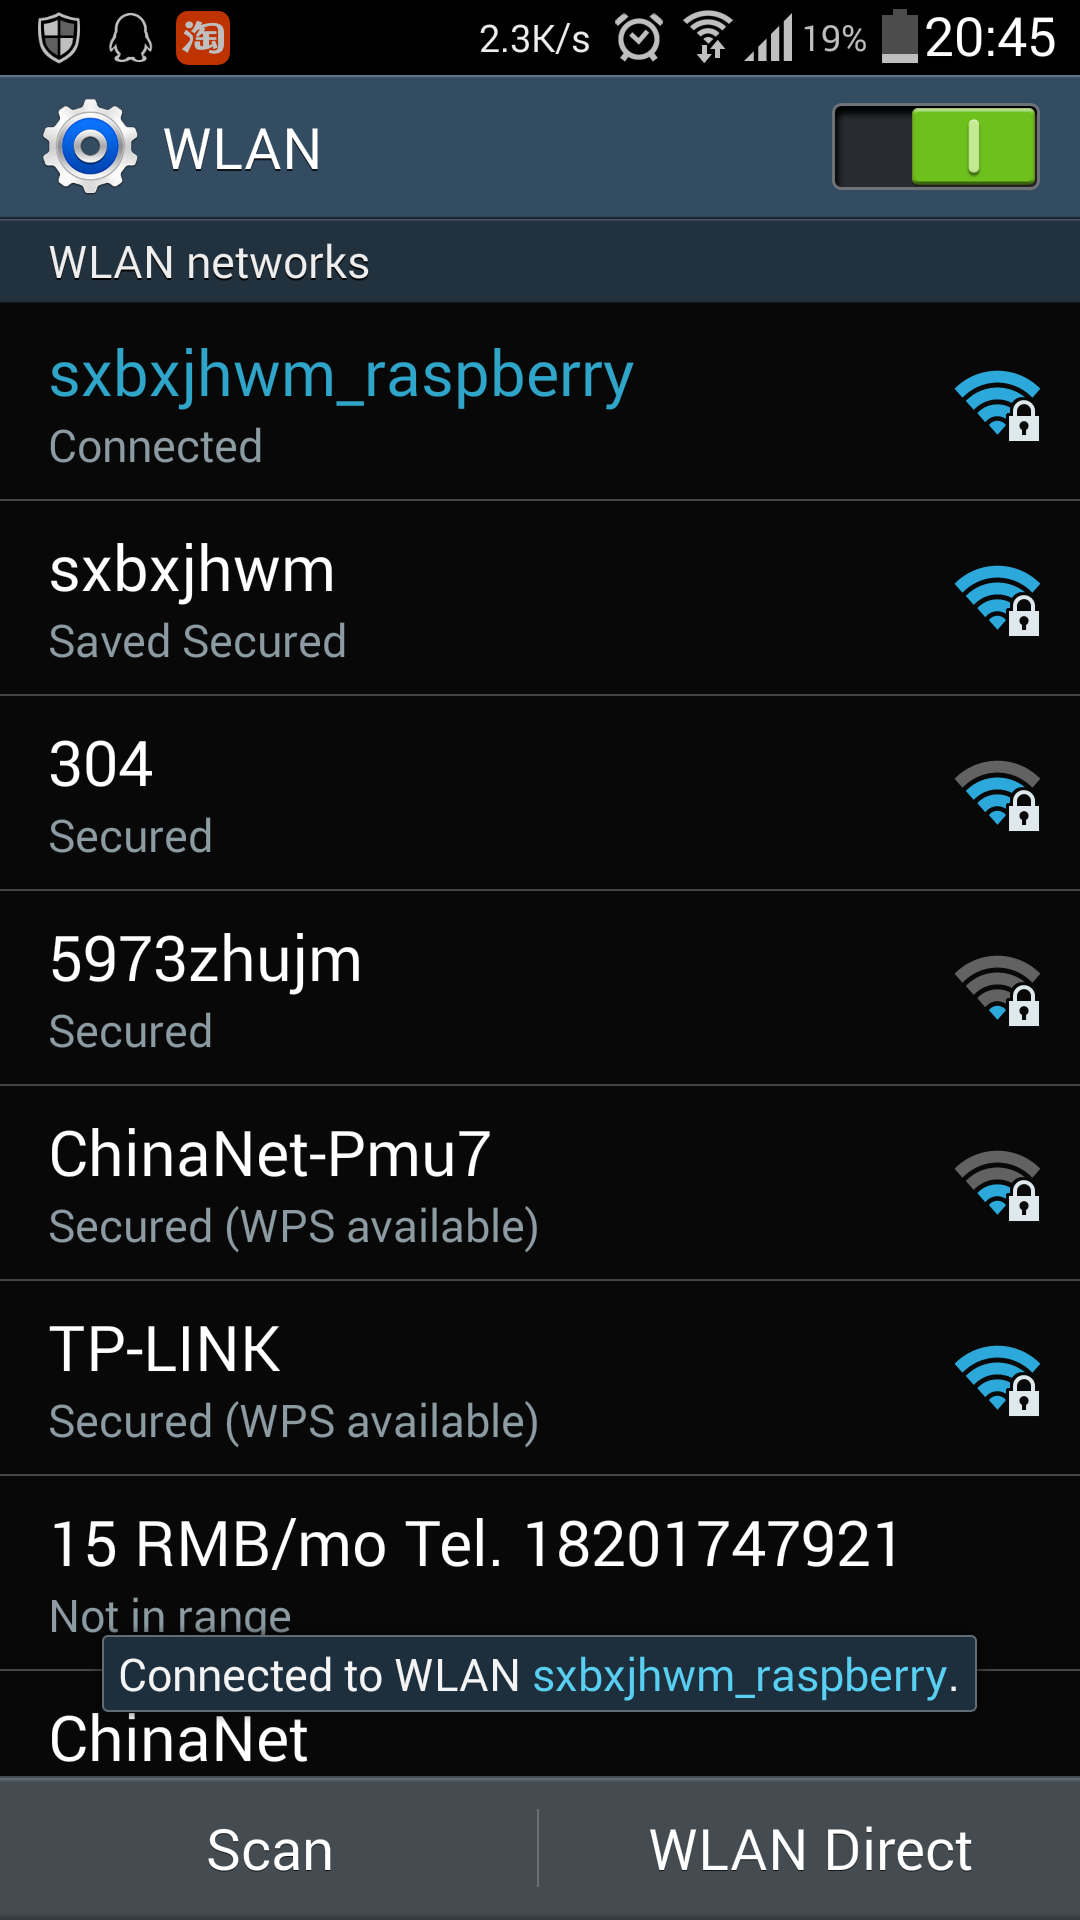 淘 2.3K/s 19% 20:45
WLAN
WLAN networks
sxbxjhwm_raspberry
Connected
sxbxjhwm
Saved Secured
304
Secured
5973zhujm
Secured
ChinaNet-Pmu7
Secured (WPS available)
TP-LINK
Secured (WPS available)
15 RMB/mo Tel. 18201747921
Not in range
Connected to WLAN sxbxjhwm_raspberry.
ChinaNet
Scan WLAN Direct